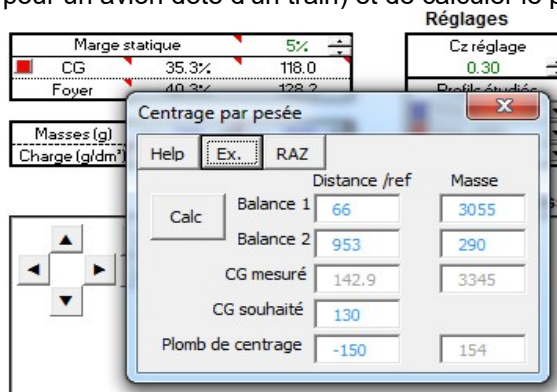 pour un avion doté d'un train) et de calculer le p
Réglages
Marge statique 5%
Cz réglage
CG 35.3% 118.0
0.30
Foyer 40.3% 128.2
Profils étudiés
Centrage par pesée
Masses (g)
Charge (g/dm²)
Help Ex. RAZ
Distance /ref Masse
Calc
Balance 1 66 3055
Balance 2 953 290
CG mesuré 142.9 3345
CG souhaité 130
Plomb de centrage -150 154